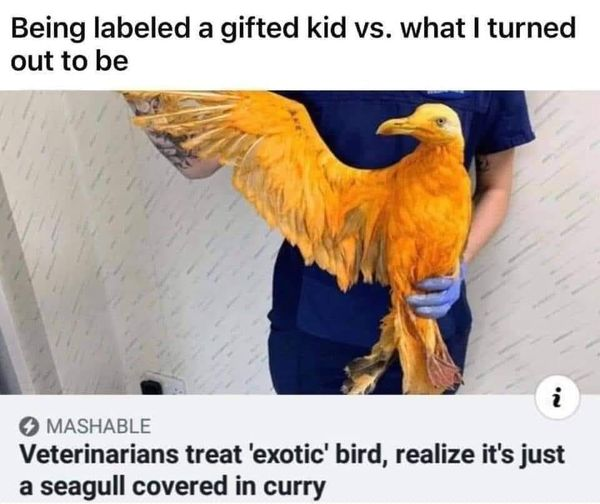 Being labeled a gifted kid vs. what I turned
out to be
i
MASHABLE
Veterinarians treat 'exotic' bird, realize it's just
a seagull covered in curry